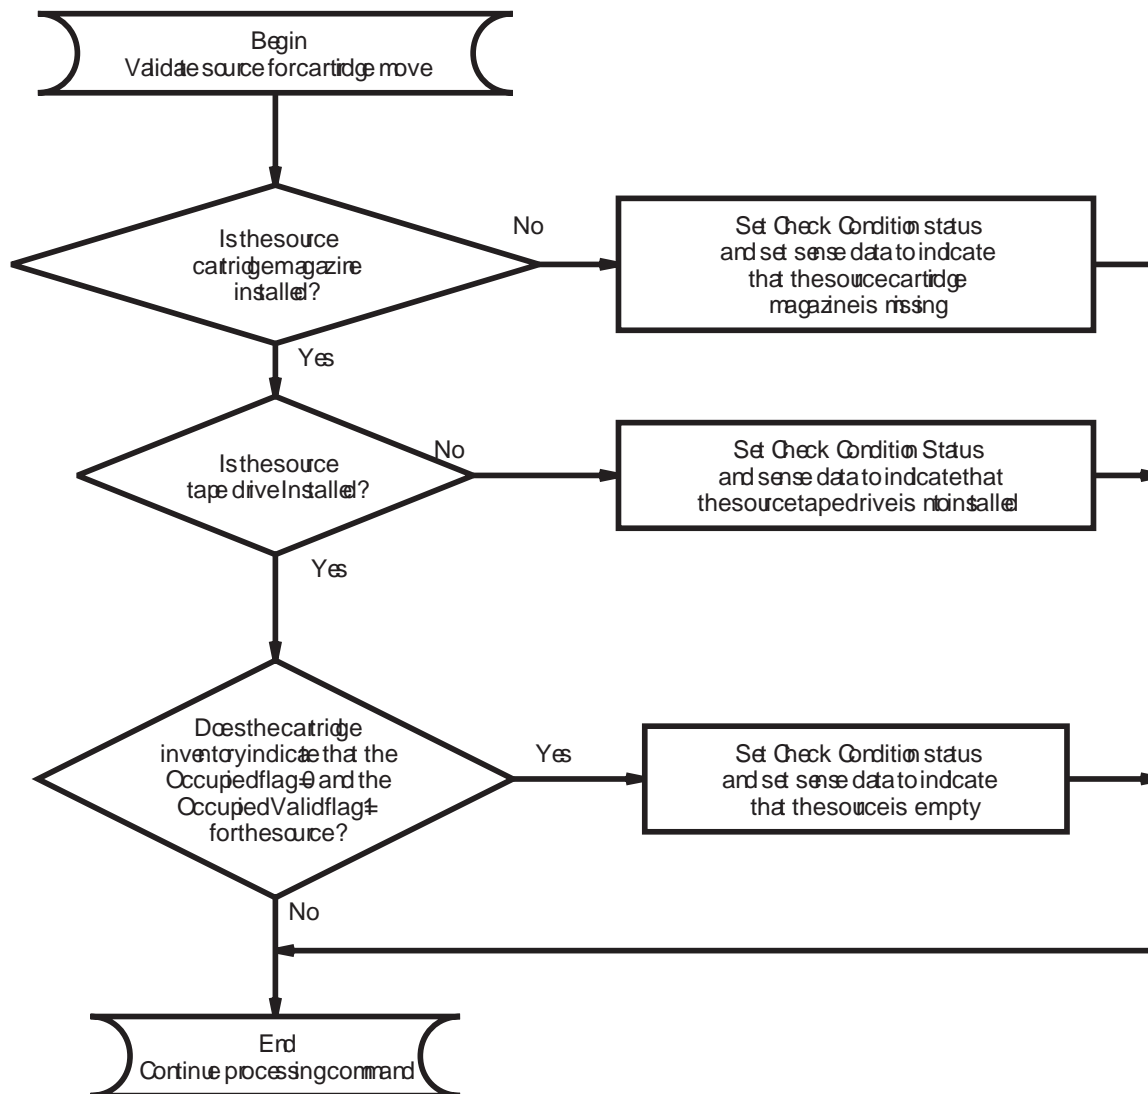 Begin
Validate source for cartridge move
Is the source
cartridge magazine
installed?
No
Set Check Condition status
and set sense data to indicate
that the source cartridge
magazine is missing
Yes
Is the source
tape drive Installed?
No
Set Check Condition Status
and sense data to indicate that
the source tape drive is not installed
Yes
Does the cartridge
inventory indicate that the
Occupied flag=0 and the
Occupied Valid flag=1
for the source?
Yes
Set Check Condition status
and set sense data to indicate
that the source is empty
No
End
Continue processing command